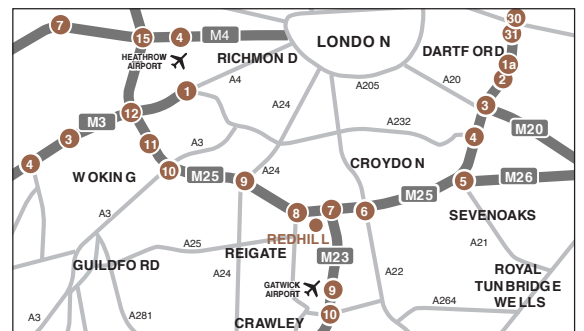 30
7
31
15
4
M4
LONDON
DARTFORD
HEATHROW
AIRPORT
RICHMOND
1a
2
A4
A20
A205
1
A24
3
12
M3
A232
M20
3
11
A3
4
4
CROYDON
10
WOKING
M25
9
A24
M25
5
M26
8
7
6
A3
SEVENOAKS
REDHILL
A25
REIGATE
A21
M23
GUILDFORD
A24
A22
ROYAL
TUNBRIDGE
WELLS
GATWICK
AIRPORT
9
A3
A281
10
A264
CRAWLEY